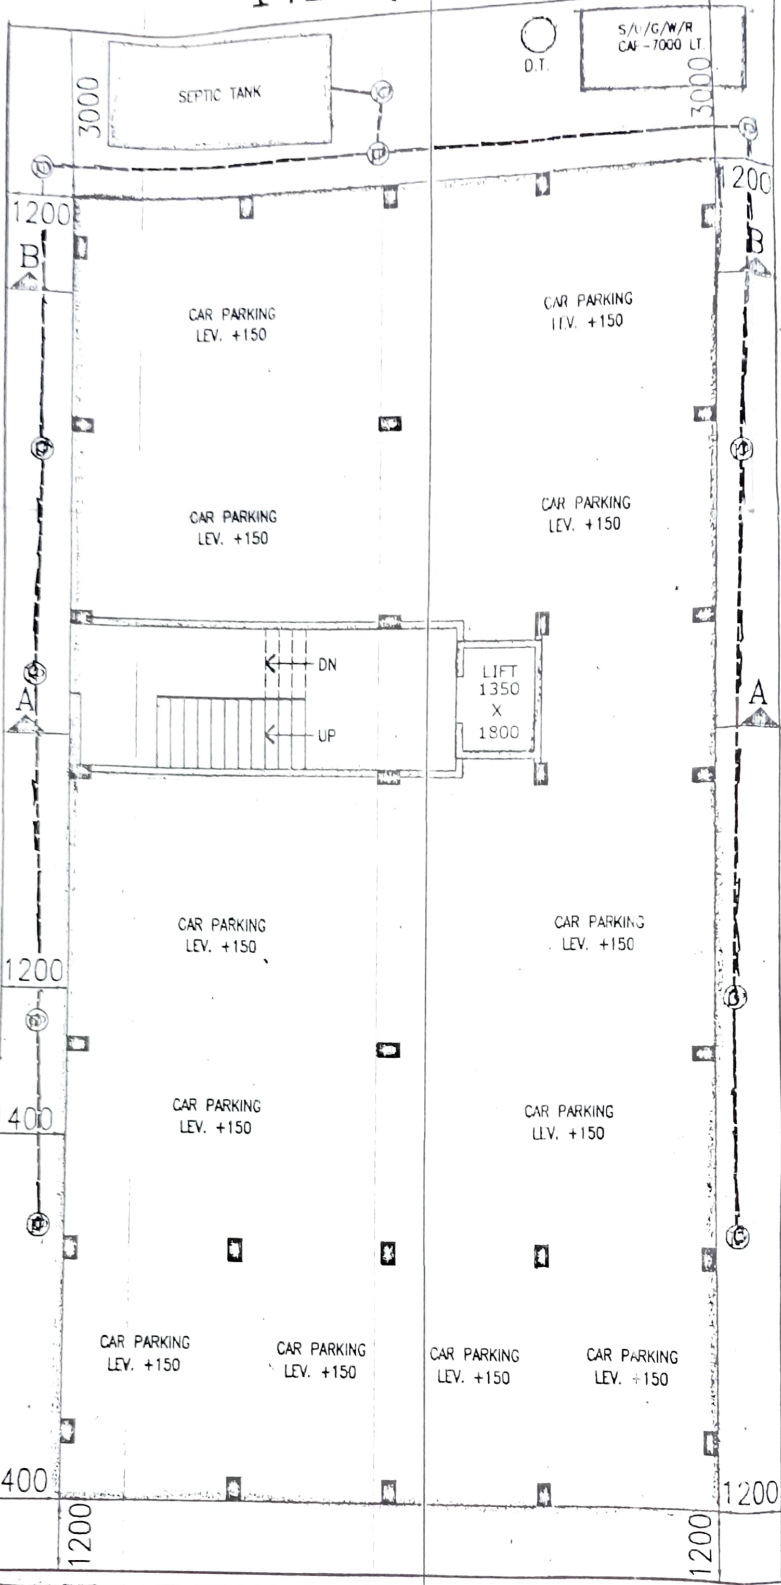 S/U/G/W/R
CAP-7000 LT.
D.T.
SEPTIC TANK
3000
3000
1200
1200
B
B
CAR PARKING
LEV. +150
CAR PARKING
LEV. +150
CAR PARKING
LEV. +150
CAR PARKING
LEV. +150
DN
UP
LIFT
1350
X
1800
A
A
CAR PARKING
LEV. +150
CAR PARKING
LEV. +150
1200
CAR PARKING
LEV. +150
CAR PARKING
LEV. +150
400
CAR PARKING
LEV. +150
CAR PARKING
LEV. +150
CAR PARKING
LEV. +150
CAR PARKING
LEV. +150
400
1200
1200
1200